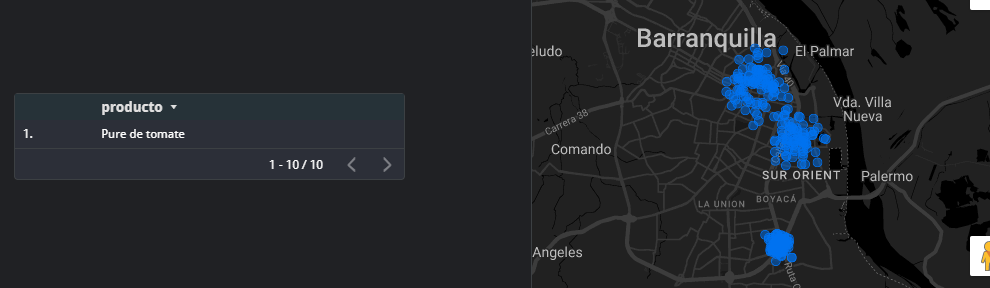 producto
1.
Pure de tomate
1 - 10 / 10
Barranquilla
eludo
El Palmar
Vda. Villa
Nueva
Carrera 38
Comando
SUR ORIENT
Palermo
LA UNION
BOYACÁ
Angeles